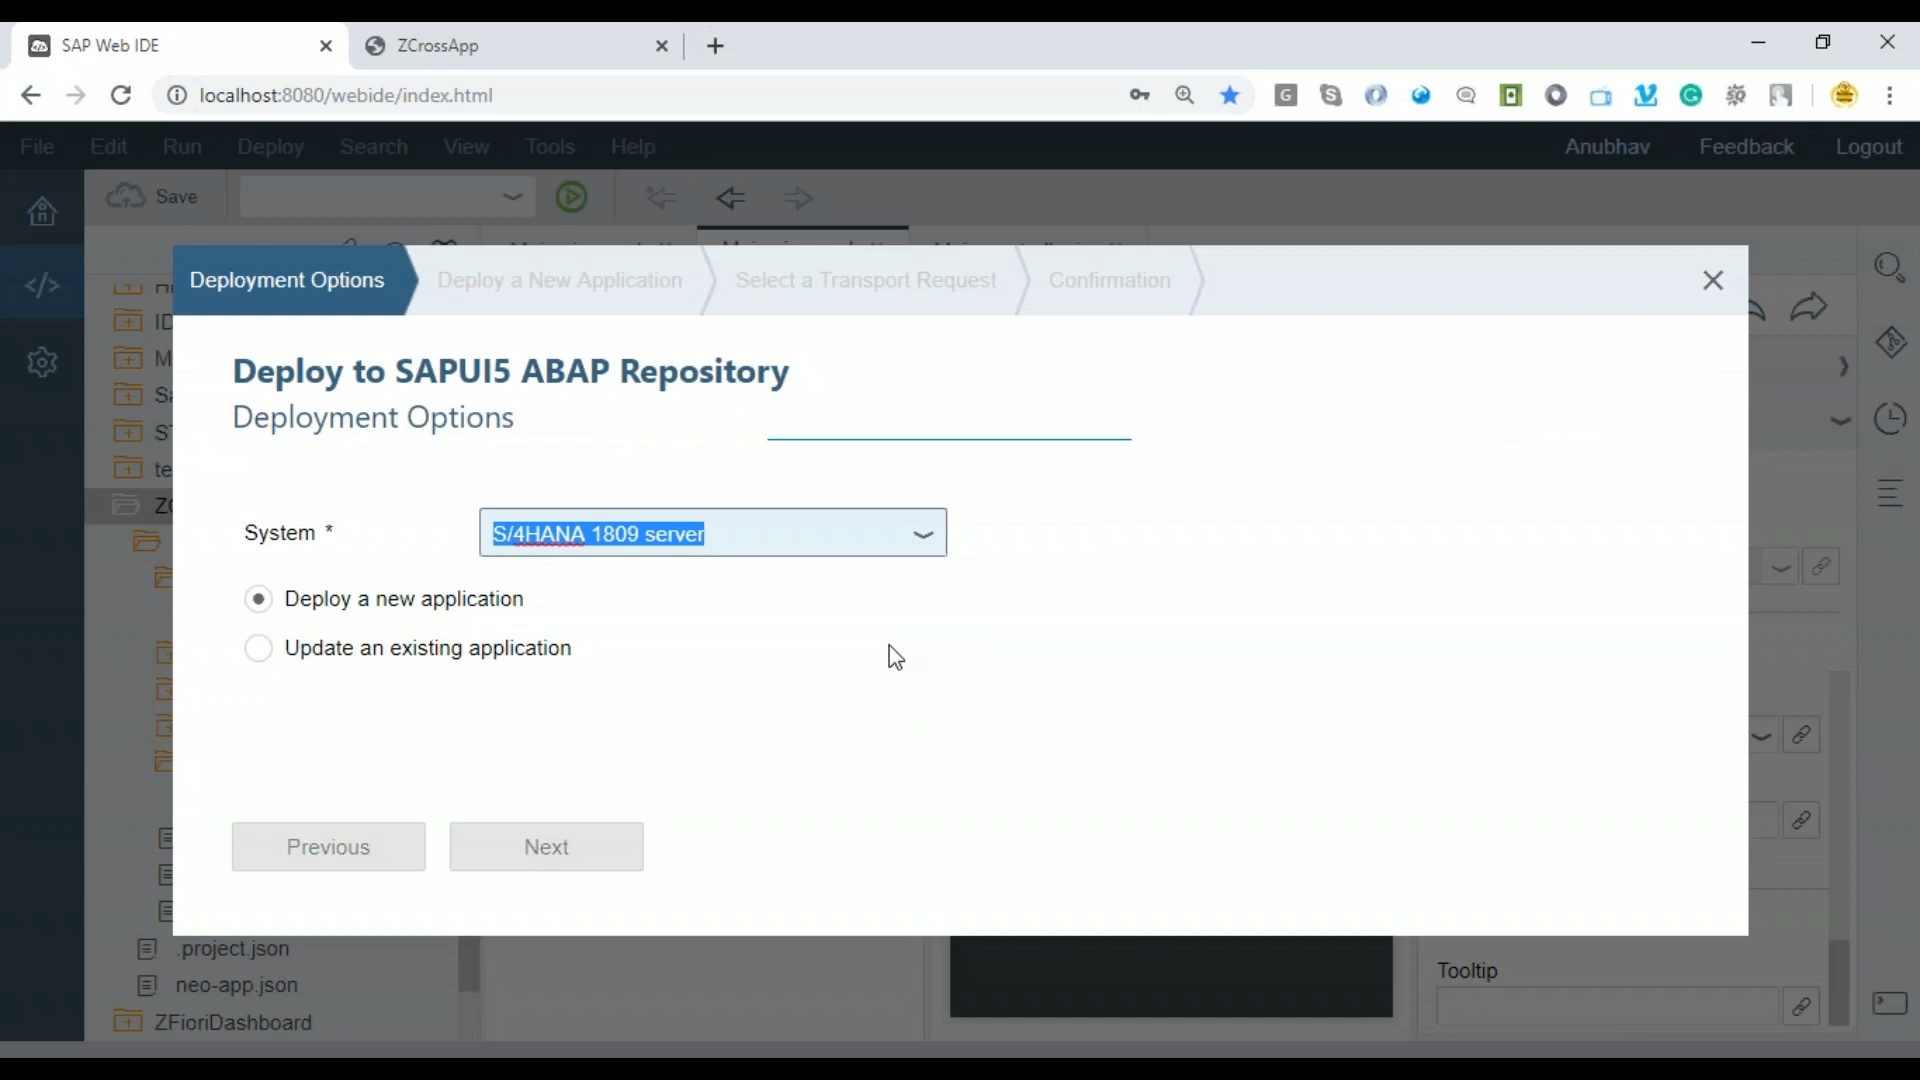 SAP Web IDE
ZCrossApp
localhost:8080/webide/index.html
File Edit Run Deploy Search View Tools Help
Anubhav Feedback Logout
Save
Deployment Options
Deploy a New Application
Select a Transport Request
Confirmation
Deploy to SAPUI5 ABAP Repository
Deployment Options
System *
S/4HANA 1809 server
Deploy a new application
Update an existing application
Previous
Next
.project.json
neo-app.json
ZFioriDashboard
Tooltip